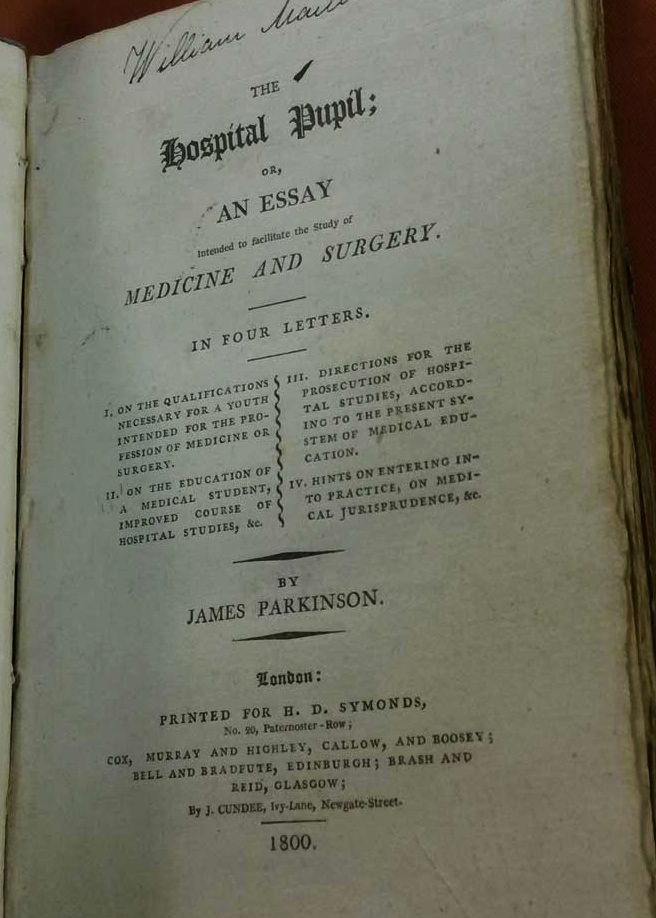 William
THE
Hospital Pupil;
OR,
AN ESSAY
Intended to facilitate the Study of
MEDICINE AND SURGERY.
IN FOUR LETTERS.
I. ON THE QUALIFICATIONS
NECESSARY FOR A YOUTH
INTENDED FOR THE PRO-
FESSION OF MEDICINE OR
SURGERY.
II. ON THE EDUCATION OF
A MEDICAL STUDENT,
IMPROVED COURSE OF
HOSPITAL STUDIES, &c.
III. DIRECTIONS FOR THE
PROSECUTION OF HOSPI-
TAL STUDIES, ACCORD-
ING TO THE PRESENT SY-
STEM OF MEDICAL EDU-
CATION.
IV. HINTS ON ENTERING IN-
TO PRACTICE, ON MEDI-
CAL JURISPRUDENCE, &c.
BY
JAMES PARKINSON.
London:
PRINTED FOR H. D. SYMONDS,
No. 20, Paternoster-Row;
COX, MURRAY AND HIGHLEY, CALLOW, AND BOOSEY;
BELL AND BRADFUTE, EDINBURGH; BRASH AND
REID, GLASGOW;
By J. CUNDEE, Ivy-Lane, Newgate-Street.
1800.